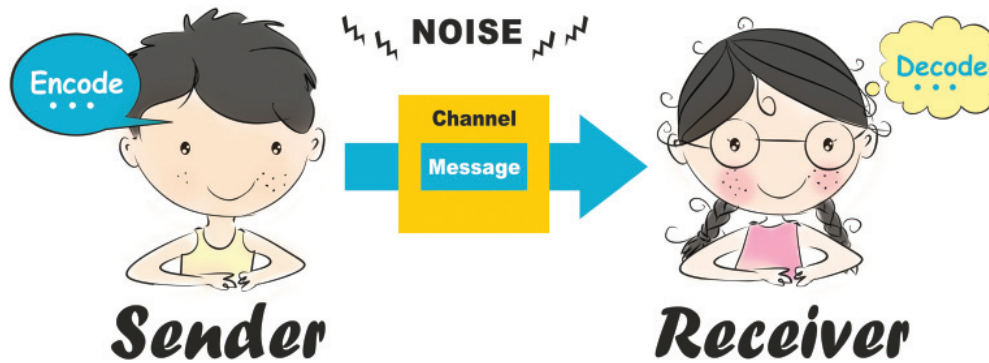 NOISE
Encode
...
Decode
...
Channel
Message
Sender
Receiver